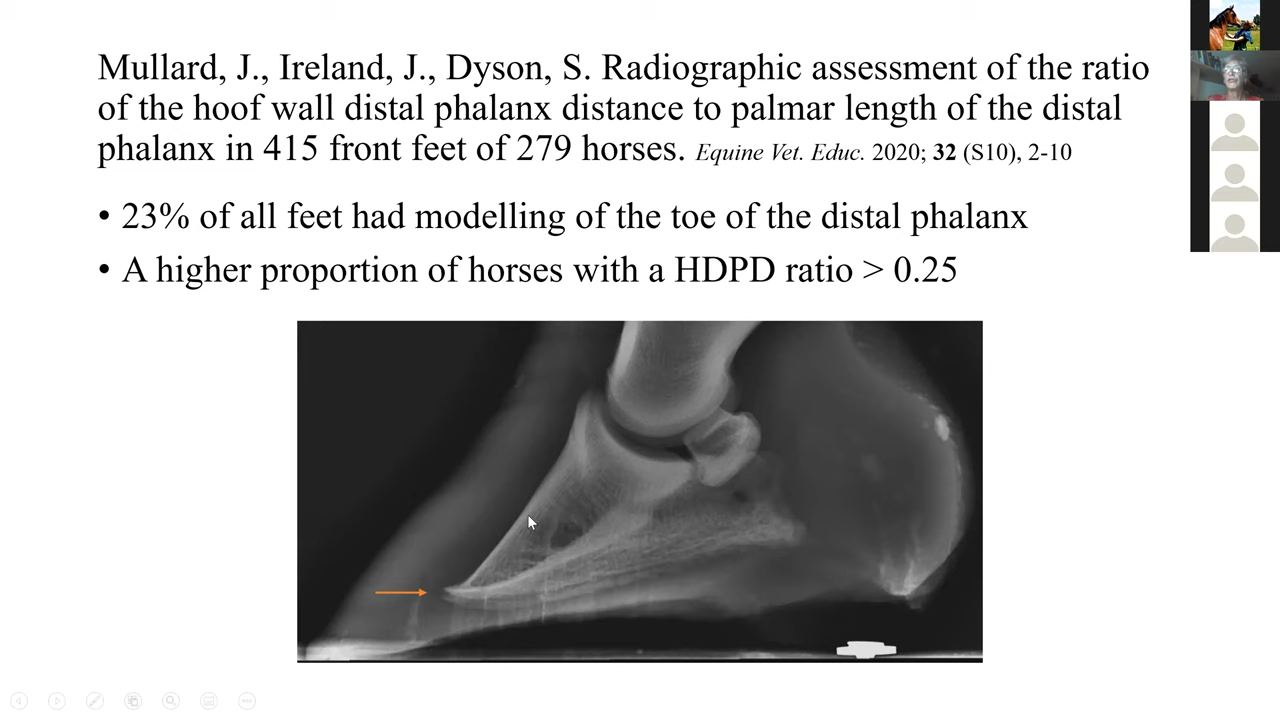 Mullard, J., Ireland, J., Dyson, S. Radiographic assessment of the ratio
of the hoof wall distal phalanx distance to palmar length of the distal
phalanx in 415 front feet of 279 horses. Equine Vet. Educ. 2020; 32 (S10), 2-10
• 23% of all feet had modelling of the toe of the distal phalanx
• A higher proportion of horses with a HDPD ratio > 0.25